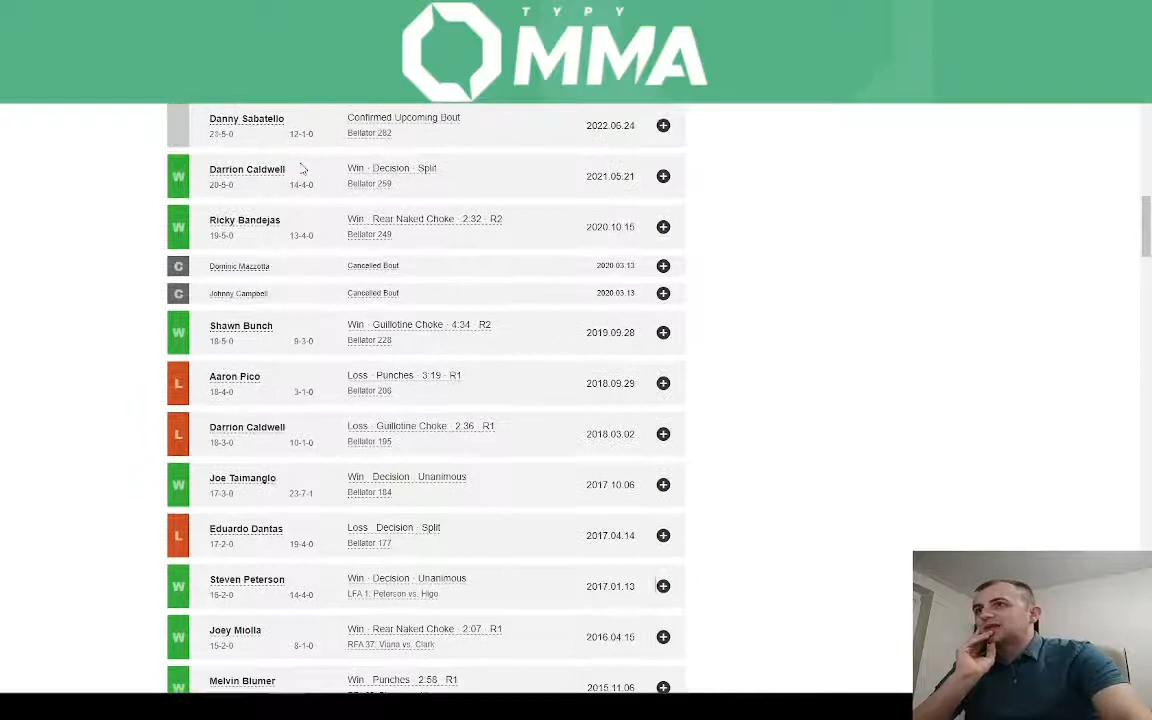 TYPY
MMA
Danny Sabatello Confirmed Upcoming Bout
20-5-0 12-1-0 Bellator 282 2022.06.24
W Darrion Caldwell Win · Decision · Split
20-5-0 14-4-0 Bellator 259 2021.05.21
W Ricky Bandejas Win · Rear Naked Choke · 2:32 · R2
19-5-0 13-4-0 Bellator 249 2020.10.15
C Dominic Mazzotta Cancelled Bout 2020.03.13
C Johnny Campbell Cancelled Bout 2020.03.13
W Shawn Bunch Win · Guillotine Choke · 4:34 · R2
18-5-0 9-3-0 Bellator 228 2019.09.28
L Aaron Pico Loss · Punches · 3:19 · R1
18-4-0 3-1-0 Bellator 206 2018.09.29
L Darrion Caldwell Loss · Guillotine Choke · 2:36 · R1
18-3-0 10-1-0 Bellator 195 2018.03.02
W Joe Taimanglo Win · Decision · Unanimous
17-3-0 23-7-1 Bellator 184 2017.10.06
L Eduardo Dantas Loss · Decision · Split
17-2-0 19-4-0 Bellator 177 2017.04.14
W Steven Peterson Win · Decision · Unanimous
16-2-0 14-4-0 LFA 1: Peterson vs. Higo 2017.01.13
W Joey Miolla Win · Rear Naked Choke · 2:07 · R1
15-2-0 8-1-0 RFA 37: Viana vs. Clark 2016.04.15
W Melvin Blumer Win · Punches · 2:58 · R1
2015.11.06